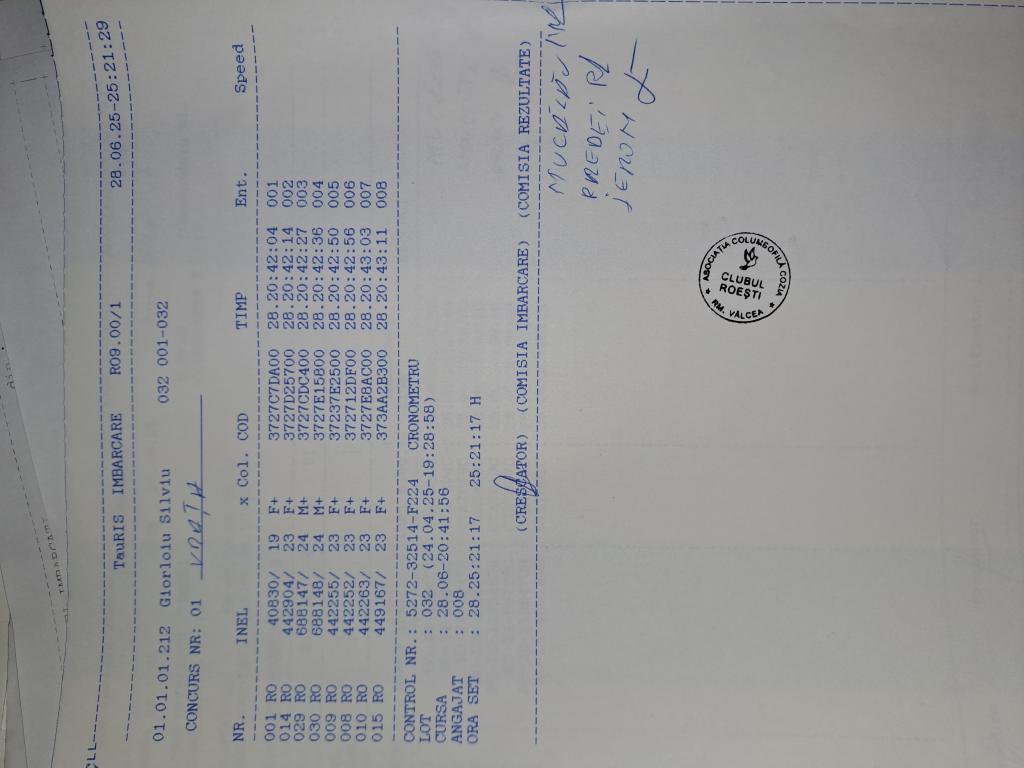 TauRIS IMBARCARE R09.00/1 28.06.25-25:21:29
01.01.01.212 Giorloiu Silviu 032 001-032
CONCURS NR: 01
NR. INEL x Col. COD TIMP Ent. Speed
001 RO 40830/ 19 F+ 3727C7DA00 28.20:42:04 001
014 RO 442904/ 23 F+ 3727D25700 28.20:42:14 002
029 RO 688147/ 24 M+ 3727CDC400 28.20:42:27 003
030 RO 688148/ 24 M+ 3727E15800 28.20:42:36 004
009 RO 442255/ 23 F+ 37237E2500 28.20:42:50 005
008 RO 442252/ 23 F+ 372712DF00 28.20:42:56 006
010 RO 442263/ 23 F+ 3727E8AC00 28.20:43:03 007
015 RO 449167/ 23 F+ 373AA2B300 28.20:43:11 008
CONTROL NR.: 5272-32514-F224 CRONOMETRU
LOT : 032 (24.04.25-19:28:58)
CURSA : 28.06-20:41:56
ANGAJAT : 008
ORA SET : 28.25:21:17 25:21:17 H
(CRESCATOR) (COMISIA IMBARCARE) (COMISIA REZULTATE)
ASOCIAȚIA COLUMBOFILĂ COZIA
CLUBUL
ROEȘTI
RM. VÂLCEA